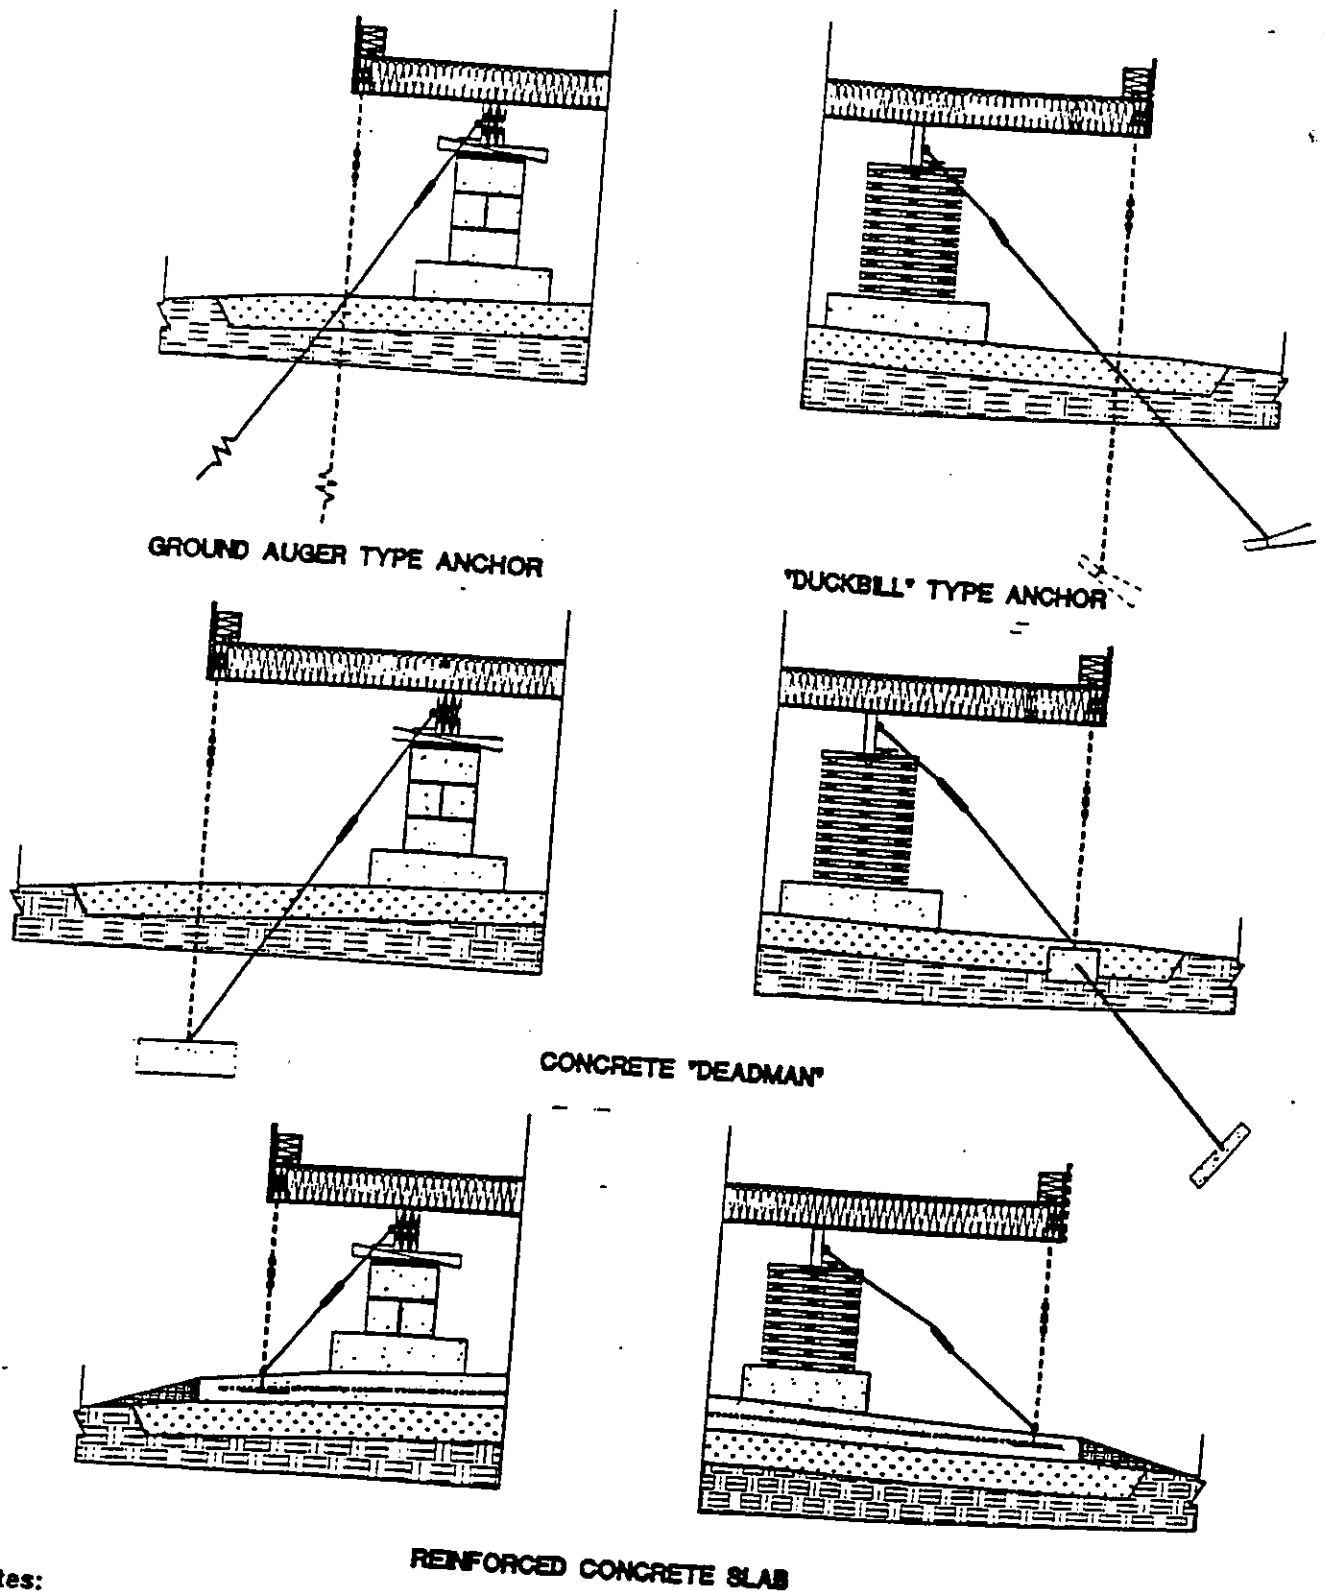 GROUND AUGER TYPE ANCHOR
"DUCKBILL" TYPE ANCHOR
CONCRETE "DEADMAN"
REINFORCED CONCRETE SLAB
tes: